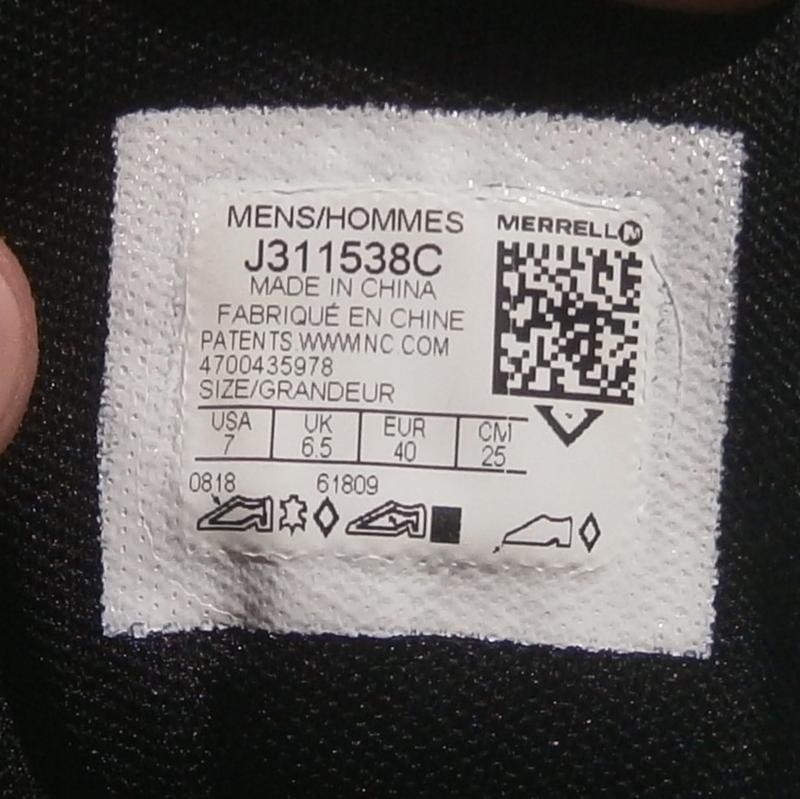 MENS/HOMMES
MERRELL
J311538C
MADE IN CHINA
FABRIQUÉ EN CHINE
PATENTS WWWNC.COM
4700435978
SIZE/GRANDEUR
USA UK EUR CM
7 6.5 40 25
0818 61809